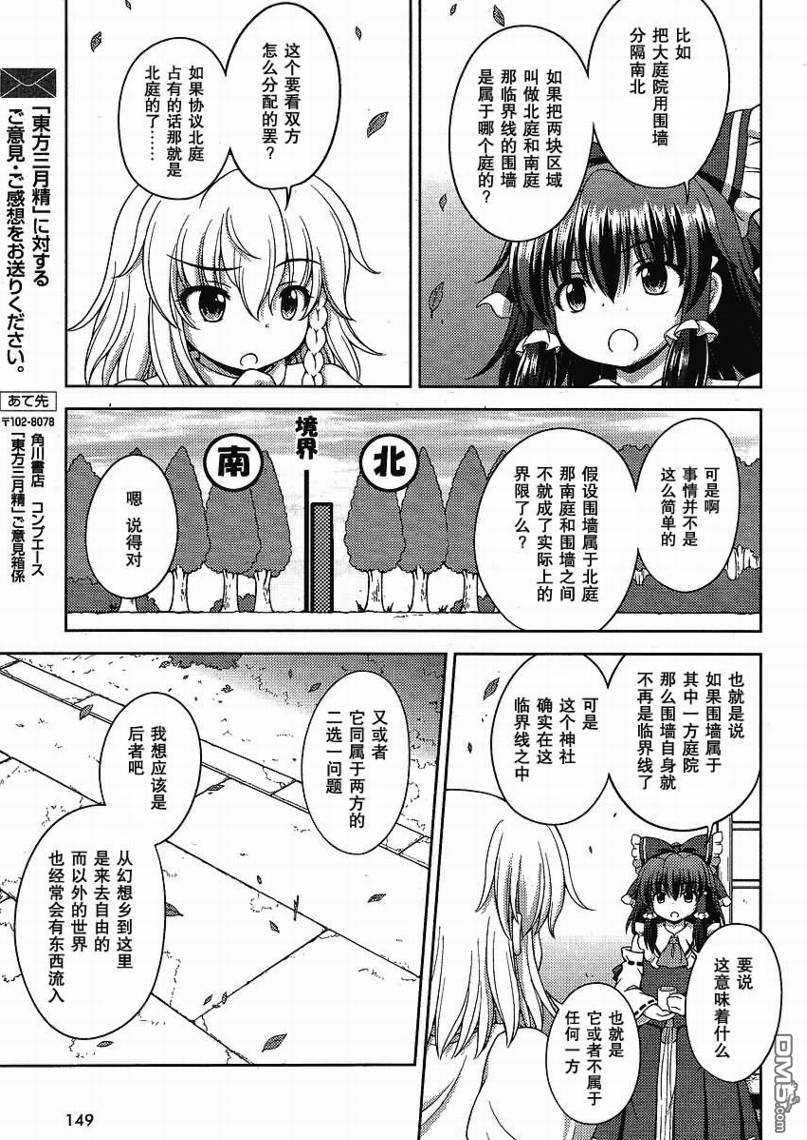 比如
把大庭院用围墙
分隔南北
如果把两块区域
叫做北庭和南庭
那临界线的围墙
是属于哪个庭的？
这个要看双方
怎么分配的罢？
如果协议北庭
占有的话那就是
北庭的了……
可是啊
事情并不是
这么简单的
假设围墙属于北庭
那南庭和围墙之间
不就成了实际上的
界限了么？
北
境界
南
嗯 说得对
也就是说
如果围墙属于
其中一方庭院
那么围墙自身就
不再是临界线了
可是
这个神社
确实在这
临界线之中
要说
这意味着什么
也就是
它或者不属于
任何一方
又或者
它同属于两方的
二选一问题
我想应该是
后者吧
从幻想乡到这里
是来去自由的
而以外的世界
也经常会有东西流入
「東方三月精」に対する
ご意見・ご感想をお送りください。
あて先
〒102-8078
角川書店 コンプエース
「東方三月精」ご意見箱係
149
DM5.com